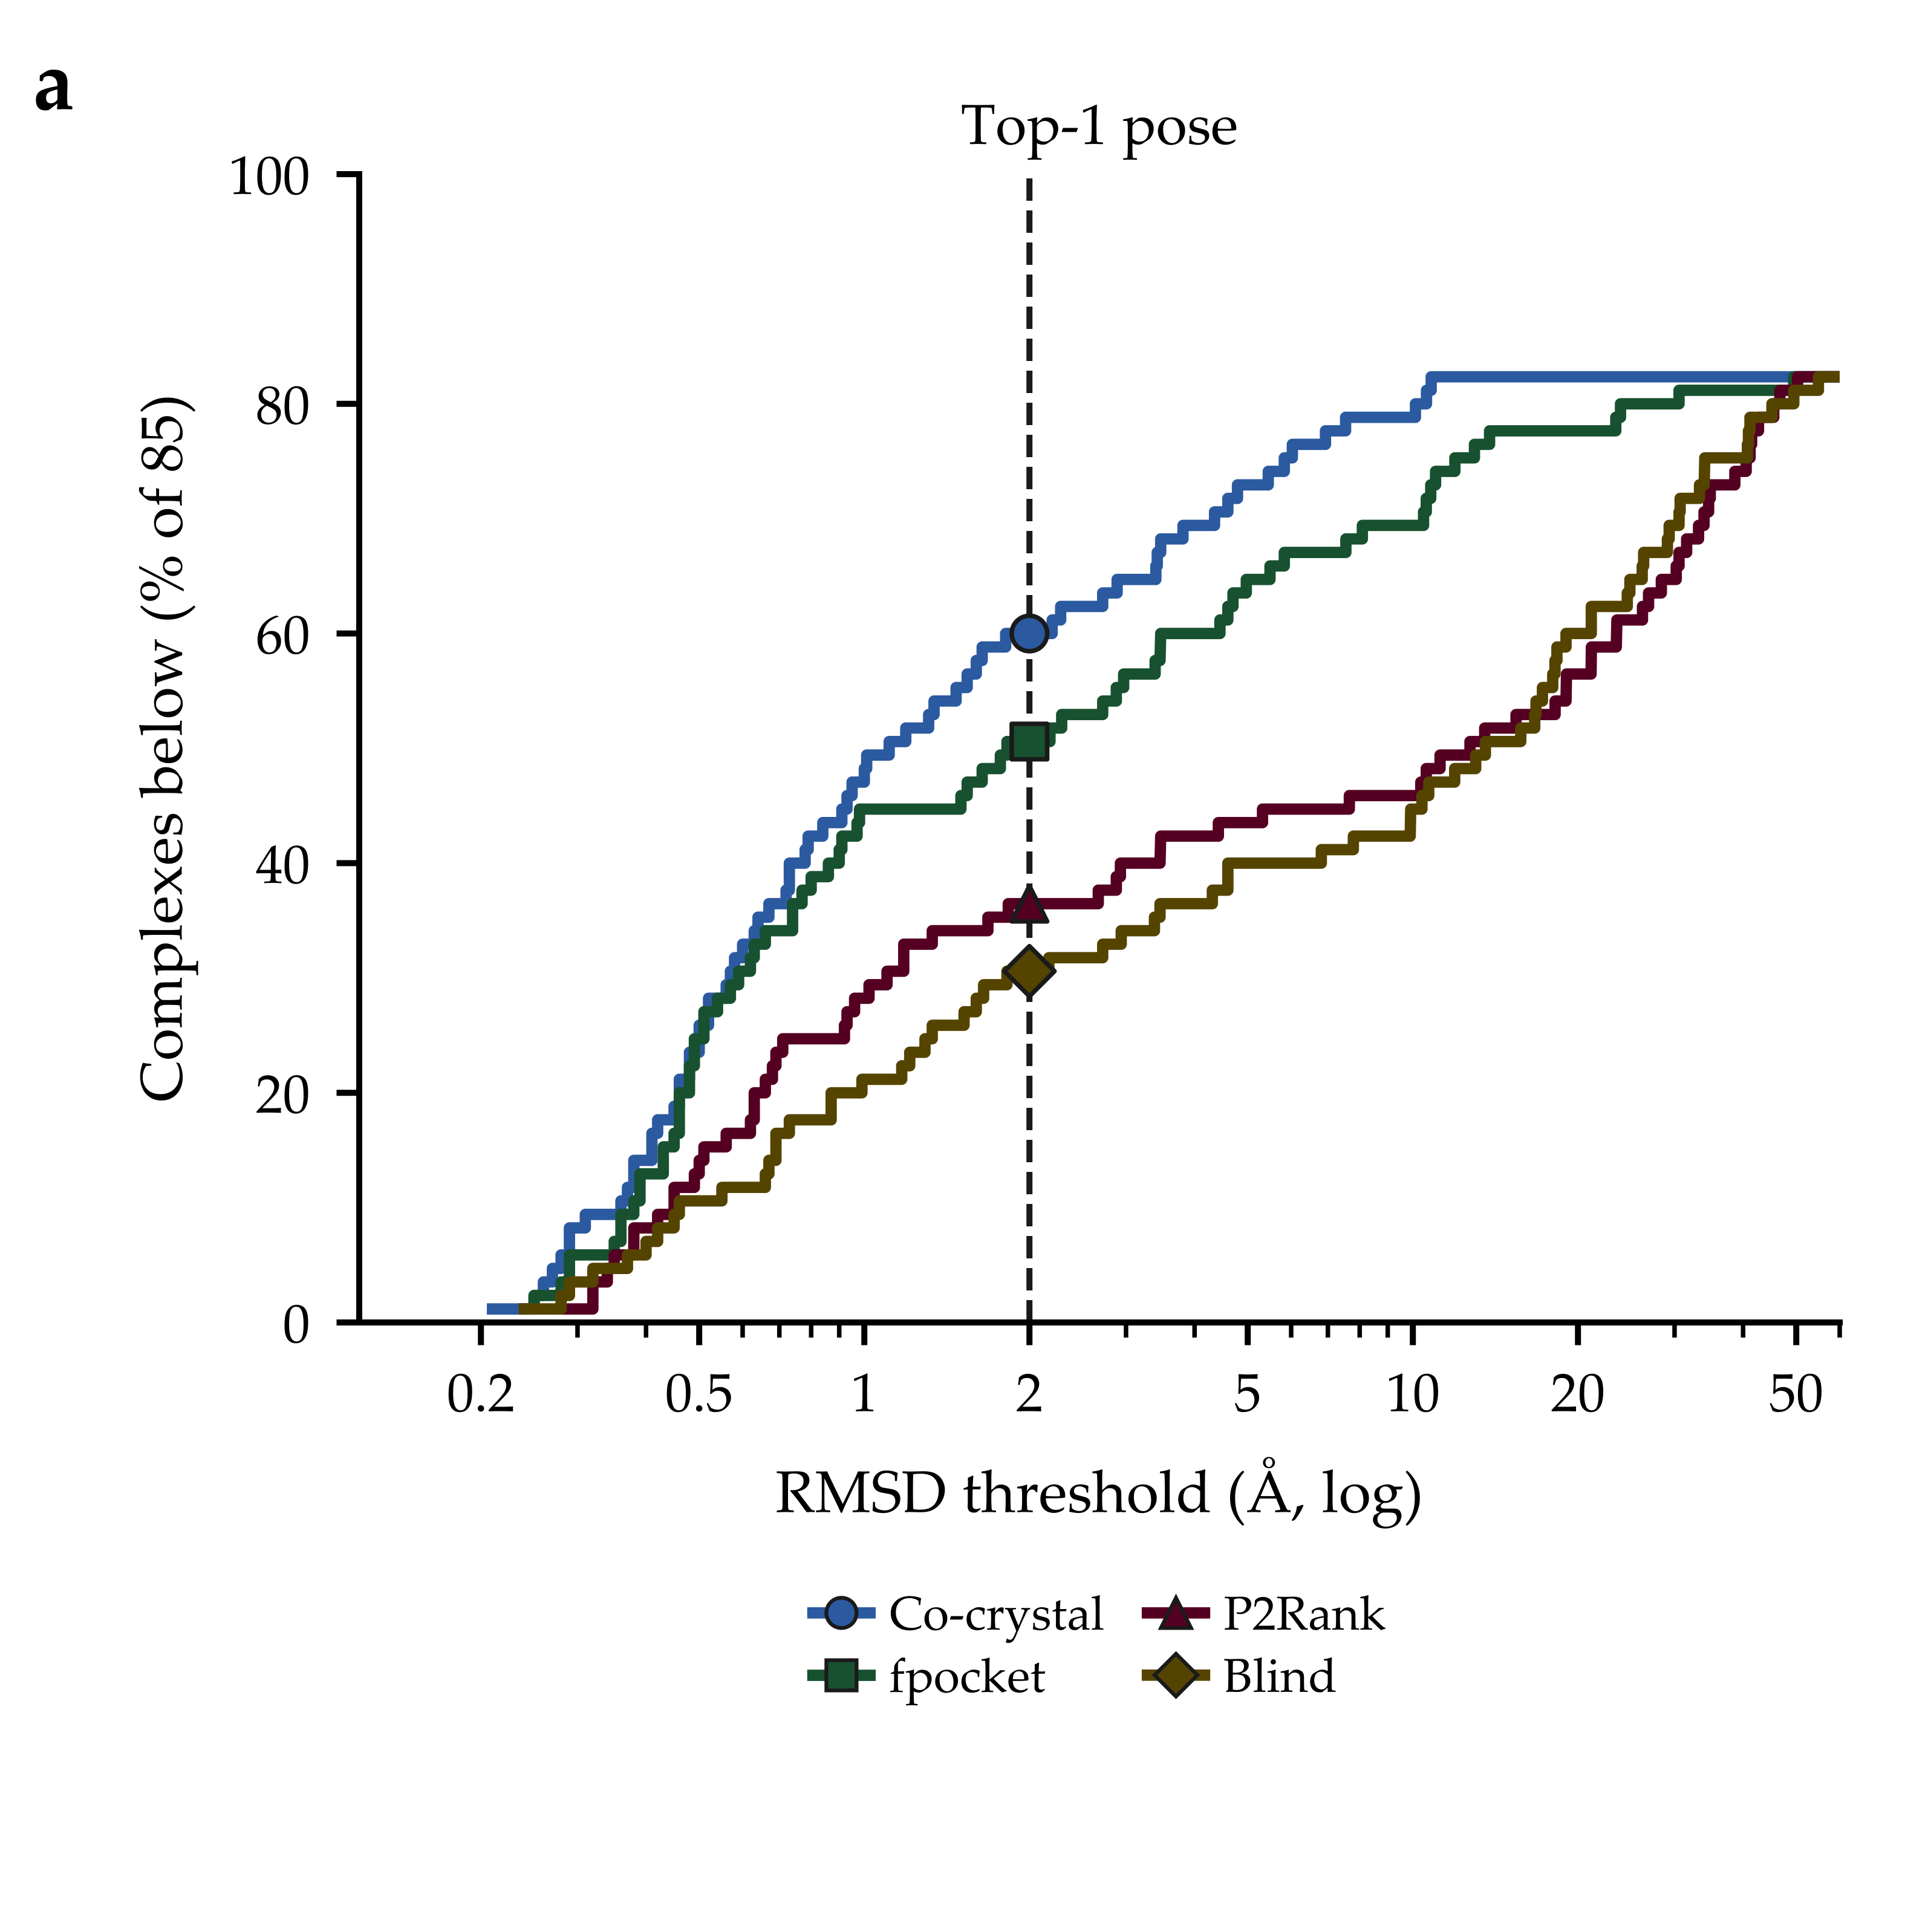 a
Top-1 pose
100
80
60
40
20
0
Complexes below (% of 85)
0.2 0.5 1 2 5 10 20 50
RMSD threshold (Å, log)
Co-crystal P2Rank
fpocket Blind